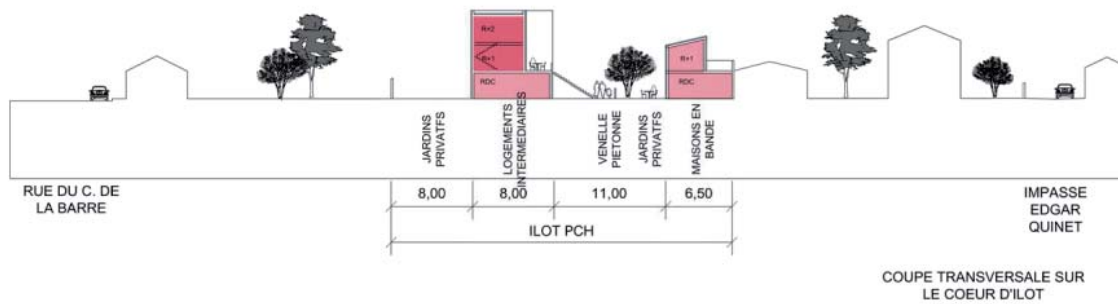 R+2
R+1
RDC
R+1
RDC
JARDINS
PRIVATFS
LOGEMENTS
INTERMEDIAIRES
VENELLE
PIETONNE
JARDINS
PRIVATFS
MAISONS EN
BANDE
RUE DU C. DE
LA BARRE
8,00
8,00
11,00
6,50
IMPASSE
EDGAR
QUINET
ILOT PCH
COUPE TRANSVERSALE SUR
LE COEUR D'ILOT